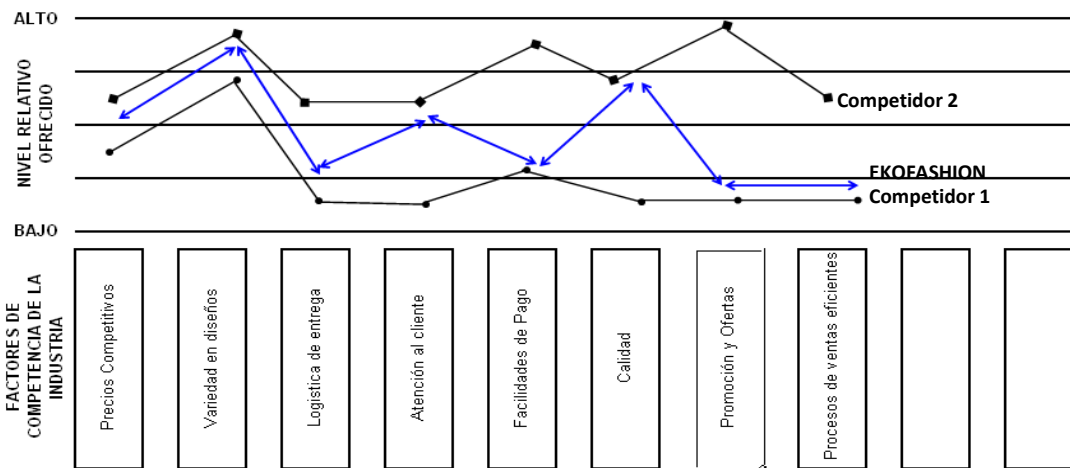 ALTO
NIVEL RELATIVO
OFRECIDO
Competidor 2
EKOFASHION
Competidor 1
BAJO
FACTORES DE
COMPETENCIA DE LA
INDUSTRIA
Precios Competitivos
Variedad en diseños
Logistica de entrega
Atención al cliente
Facilidades de Pago
Calidad
Promoción y Ofertas
Procesos de ventas eficientes